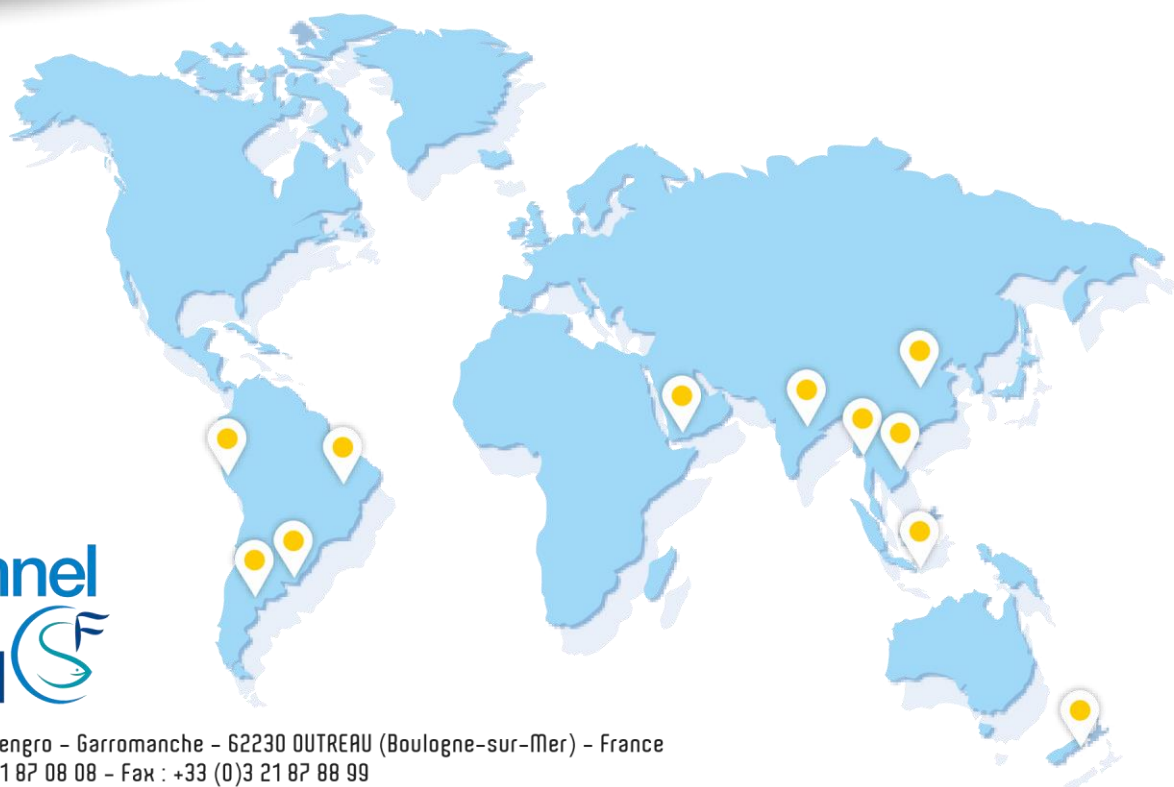 nnel
engro - Garromanche - 62230 OUTREAU (Boulogne-sur-Mer) - France
1 87 08 08 - Fax : +33 (0)3 21 87 88 99